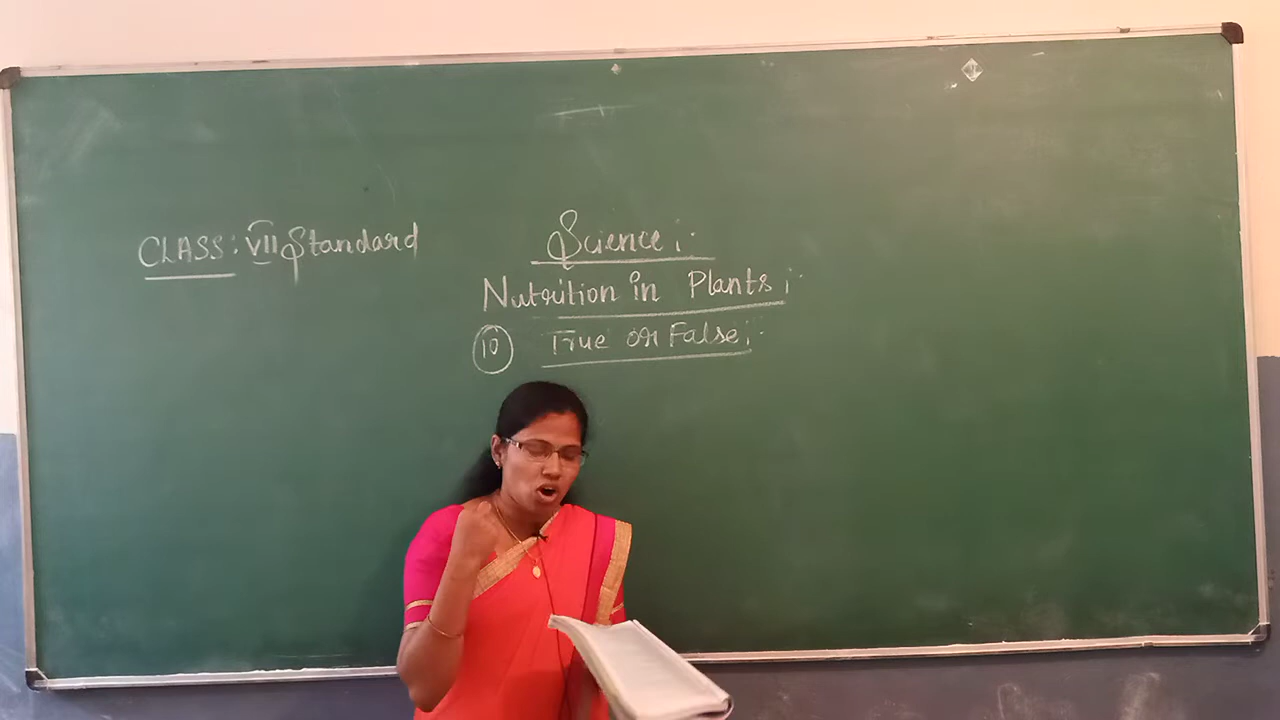 CLASS: VII Standard
Science:
Nutrition in Plants:
10 True or False: